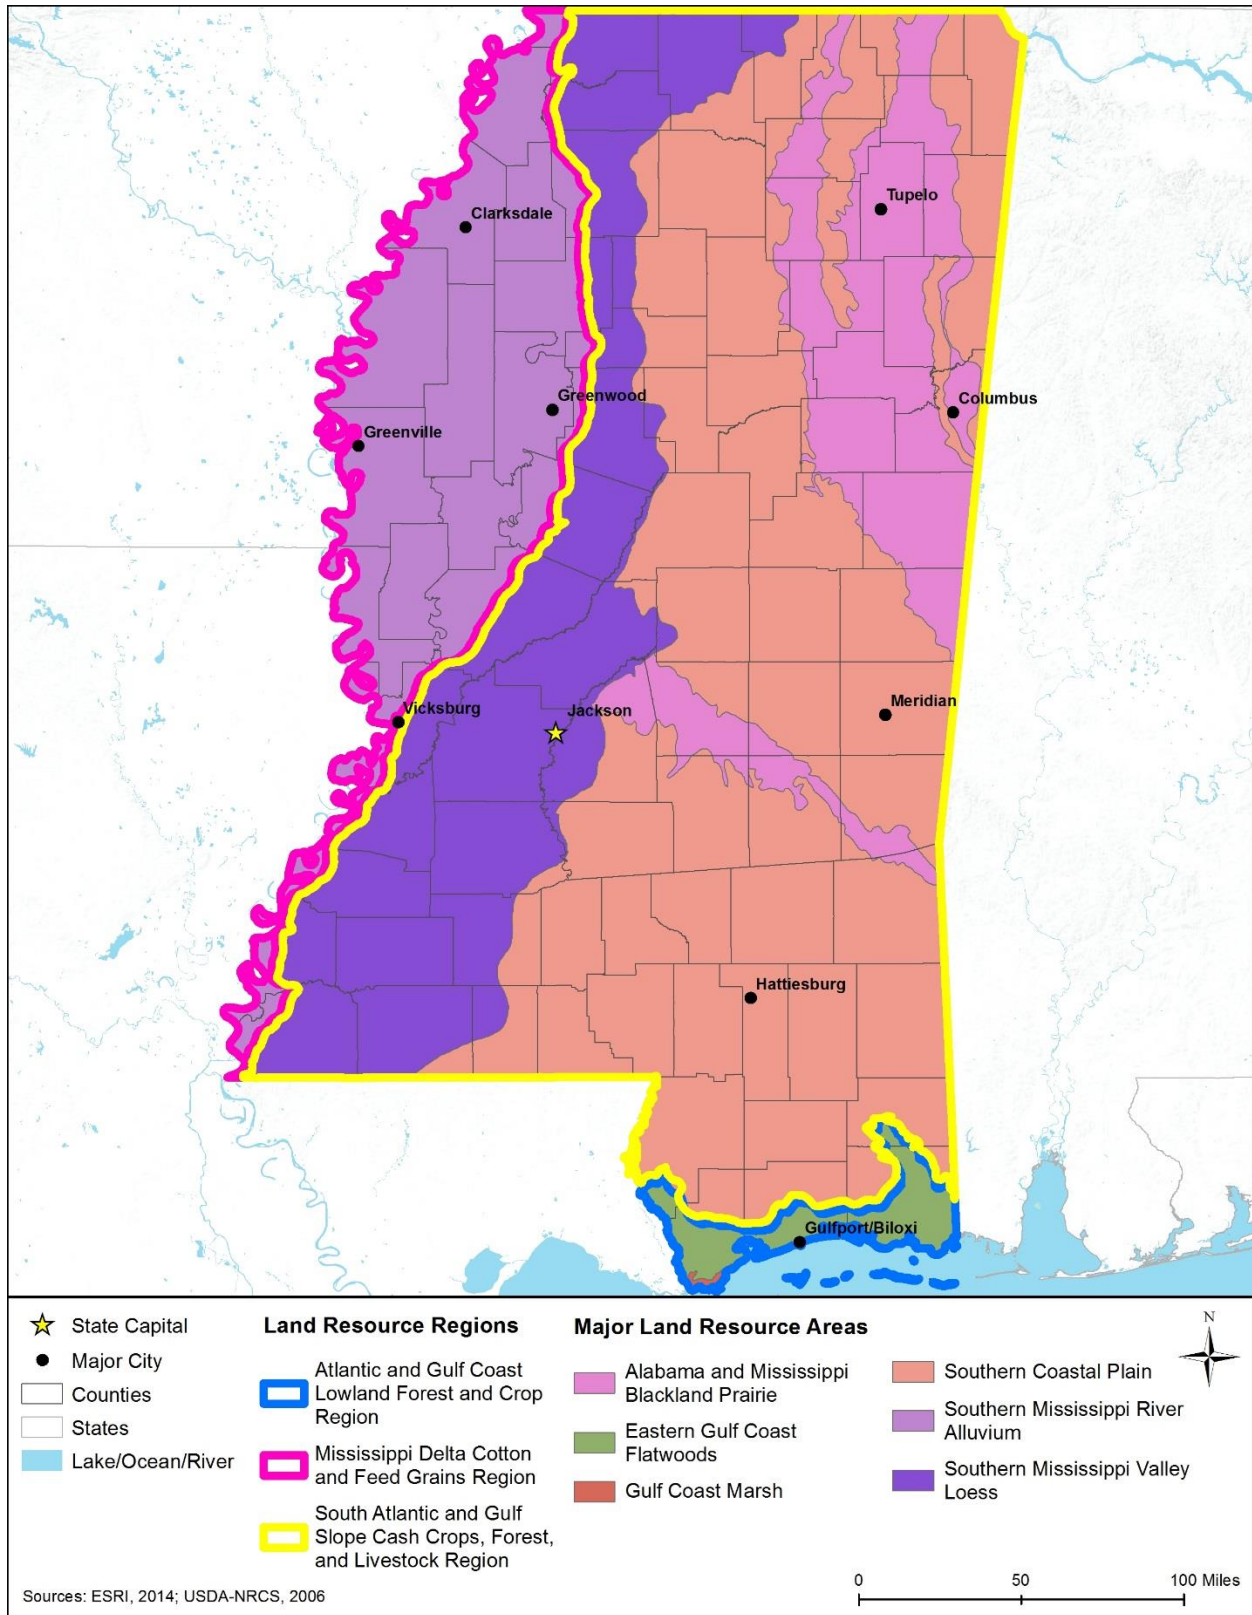 Clarksdale
Tupelo
Greenwood
Columbus
Greenville
Vicksburg
Jackson
Meridian
Hattiesburg
Gulfport/Biloxi
State Capital
Major City
Counties
States
Lake/Ocean/River
Land Resource Regions
Atlantic and Gulf Coast
Lowland Forest and Crop
Region
Mississippi Delta Cotton
and Feed Grains Region
South Atlantic and Gulf
Slope Cash Crops, Forest,
and Livestock Region
Major Land Resource Areas
Alabama and Mississippi
Blackland Prairie
Eastern Gulf Coast
Flatwoods
Gulf Coast Marsh
Southern Coastal Plain
Southern Mississippi River
Alluvium
Southern Mississippi Valley
Loess
N
Sources: ESRI, 2014; USDA-NRCS, 2006
0 50 100 Miles